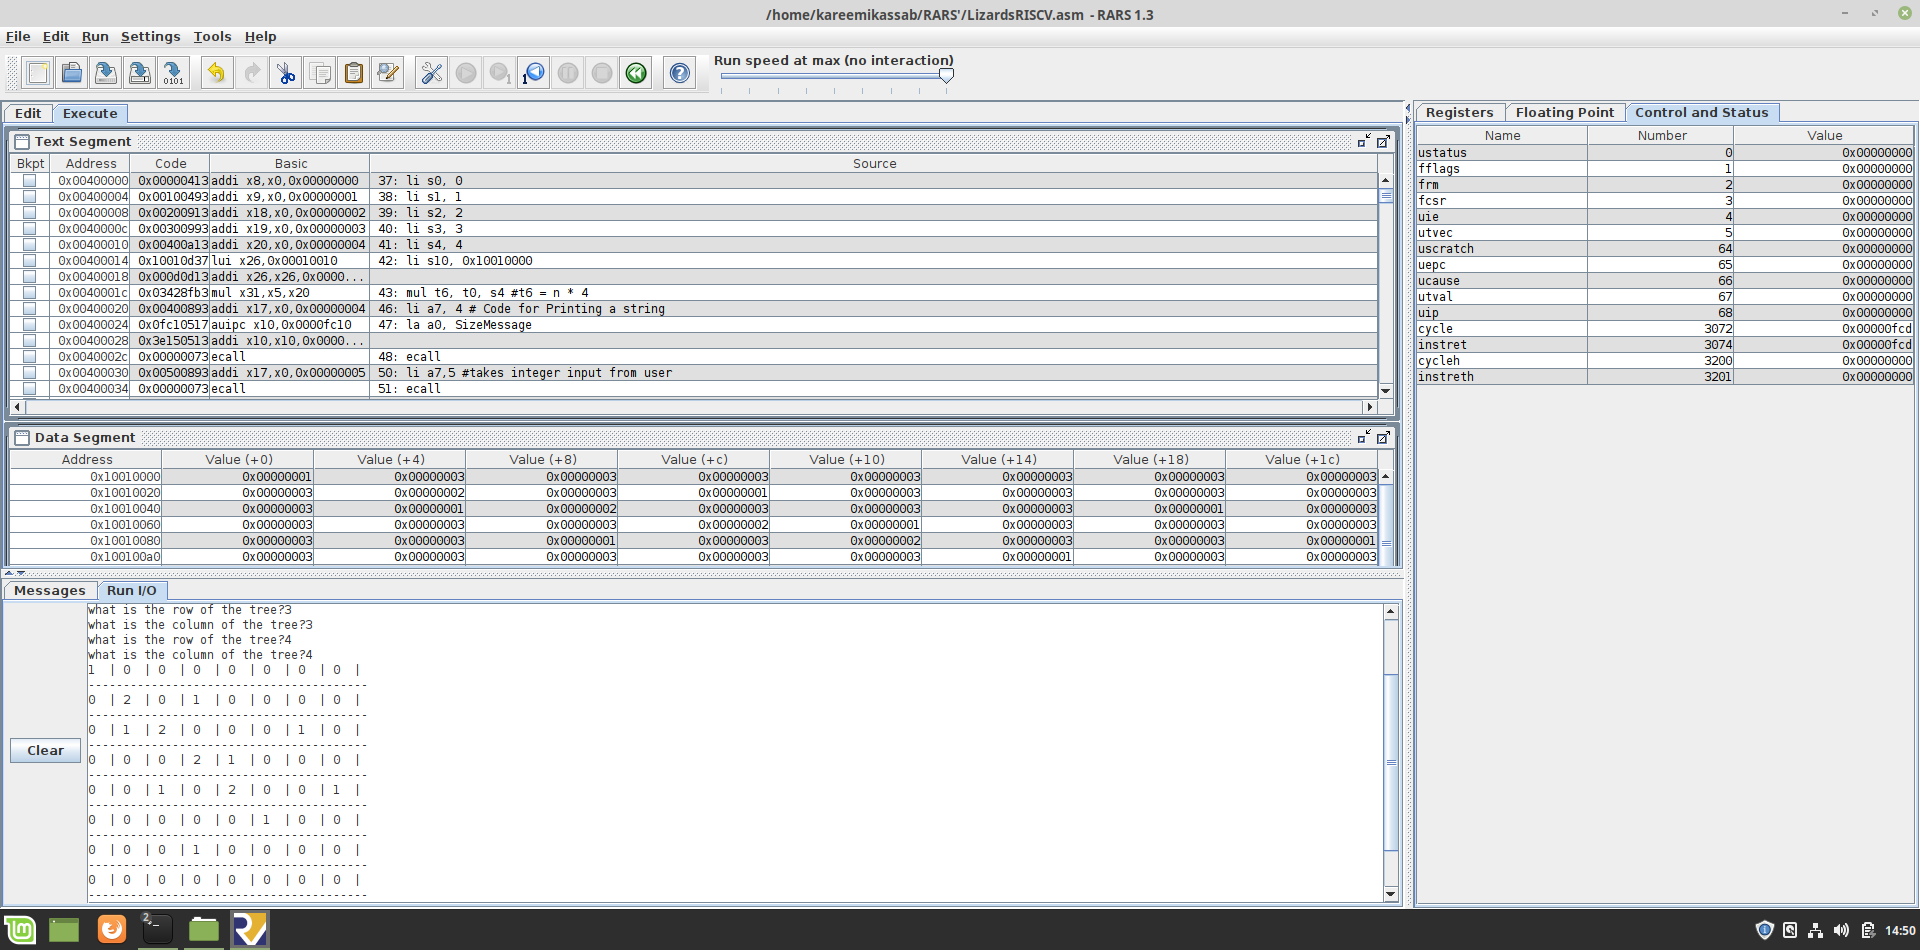 /home/kareemikassab/RARS'/LizardsRISCV.asm - RARS 1.3
File Edit Run Settings Tools Help
Run speed at max (no interaction)
Edit Execute
Text Segment
Bkpt Address Code Basic Source
0x00400000 0x00000413 addi x8,x0,0x00000000 37: li s0, 0
0x00400004 0x00100493 addi x9,x0,0x00000001 38: li s1, 1
0x00400008 0x00200913 addi x18,x0,0x00000002 39: li s2, 2
0x0040000c 0x00300993 addi x19,x0,0x00000003 40: li s3, 3
0x00400010 0x00400a13 addi x20,x0,0x00000004 41: li s4, 4
0x00400014 0x10010d37 lui x26,0x00010010 42: li s10, 0x10010000
0x00400018 0x000d0d13 addi x26,x26,0x0000...
0x0040001c 0x03428fb3 mul x31,x5,x20 43: mul t6, t0, s4 #t6 = n * 4
0x00400020 0x00400893 addi x17,x0,0x00000004 46: li a7, 4 # Code for Printing a string
0x00400024 0x0fc10517 auipc x10,0x0000fc10 47: la a0, SizeMessage
0x00400028 0x3e150513 addi x10,x10,0x0000...
0x0040002c 0x00000073 ecall 48: ecall
0x00400030 0x00500893 addi x17,x0,0x00000005 50: li a7,5 #takes integer input from user
0x00400034 0x00000073 ecall 51: ecall
Data Segment
Address Value (+0) Value (+4) Value (+8) Value (+c) Value (+10) Value (+14) Value (+18) Value (+1c)
0x10010000 0x00000001 0x00000003 0x00000003 0x00000003 0x00000003 0x00000003 0x00000003 0x00000003
0x10010020 0x00000003 0x00000002 0x00000003 0x00000001 0x00000003 0x00000003 0x00000003 0x00000003
0x10010040 0x00000003 0x00000001 0x00000002 0x00000003 0x00000003 0x00000003 0x00000001 0x00000003
0x10010060 0x00000003 0x00000003 0x00000003 0x00000002 0x00000001 0x00000003 0x00000003 0x00000003
0x10010080 0x00000003 0x00000003 0x00000001 0x00000003 0x00000002 0x00000003 0x00000003 0x00000001
0x100100a0 0x00000003 0x00000003 0x00000003 0x00000003 0x00000003 0x00000001 0x00000003 0x00000003
Messages Run I/O
Clear
what is the row of the tree?3
what is the column of the tree?3
what is the row of the tree?4
what is the column of the tree?4
1 | 0 | 0 | 0 | 0 | 0 | 0 | 0 |
----------------------------------------
0 | 2 | 0 | 1 | 0 | 0 | 0 | 0 |
----------------------------------------
0 | 1 | 2 | 0 | 0 | 0 | 1 | 0 |
----------------------------------------
0 | 0 | 0 | 2 | 1 | 0 | 0 | 0 |
----------------------------------------
0 | 0 | 1 | 0 | 2 | 0 | 0 | 1 |
----------------------------------------
0 | 0 | 0 | 0 | 0 | 1 | 0 | 0 |
----------------------------------------
0 | 0 | 0 | 1 | 0 | 0 | 0 | 0 |
----------------------------------------
0 | 0 | 0 | 0 | 0 | 0 | 0 | 0 |
----------------------------------------
Registers Floating Point Control and Status
Name Number Value
ustatus 0 0x00000000
fflags 1 0x00000000
frm 2 0x00000000
fcsr 3 0x00000000
uie 4 0x00000000
utvec 5 0x00000000
uscratch 64 0x00000000
uepc 65 0x00000000
ucause 66 0x00000000
utval 67 0x00000000
uip 68 0x00000000
cycle 3072 0x00000fcd
instret 3074 0x00000fcd
cycleh 3200 0x00000000
instreth 3201 0x00000000
2
14:50